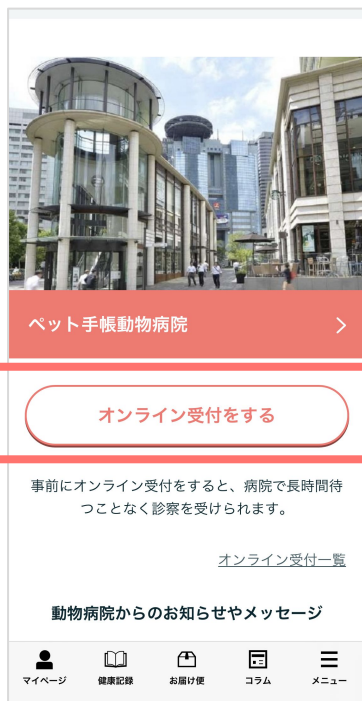 ペット手帳動物病院
オンライン受付をする
事前にオンライン受付をすると、病院で長時間待
つことなく診察を受けられます。
オンライン受付一覧
動物病院からのお知らせやメッセージ
マイページ
健康記録
お届け便
コラム
メニュー